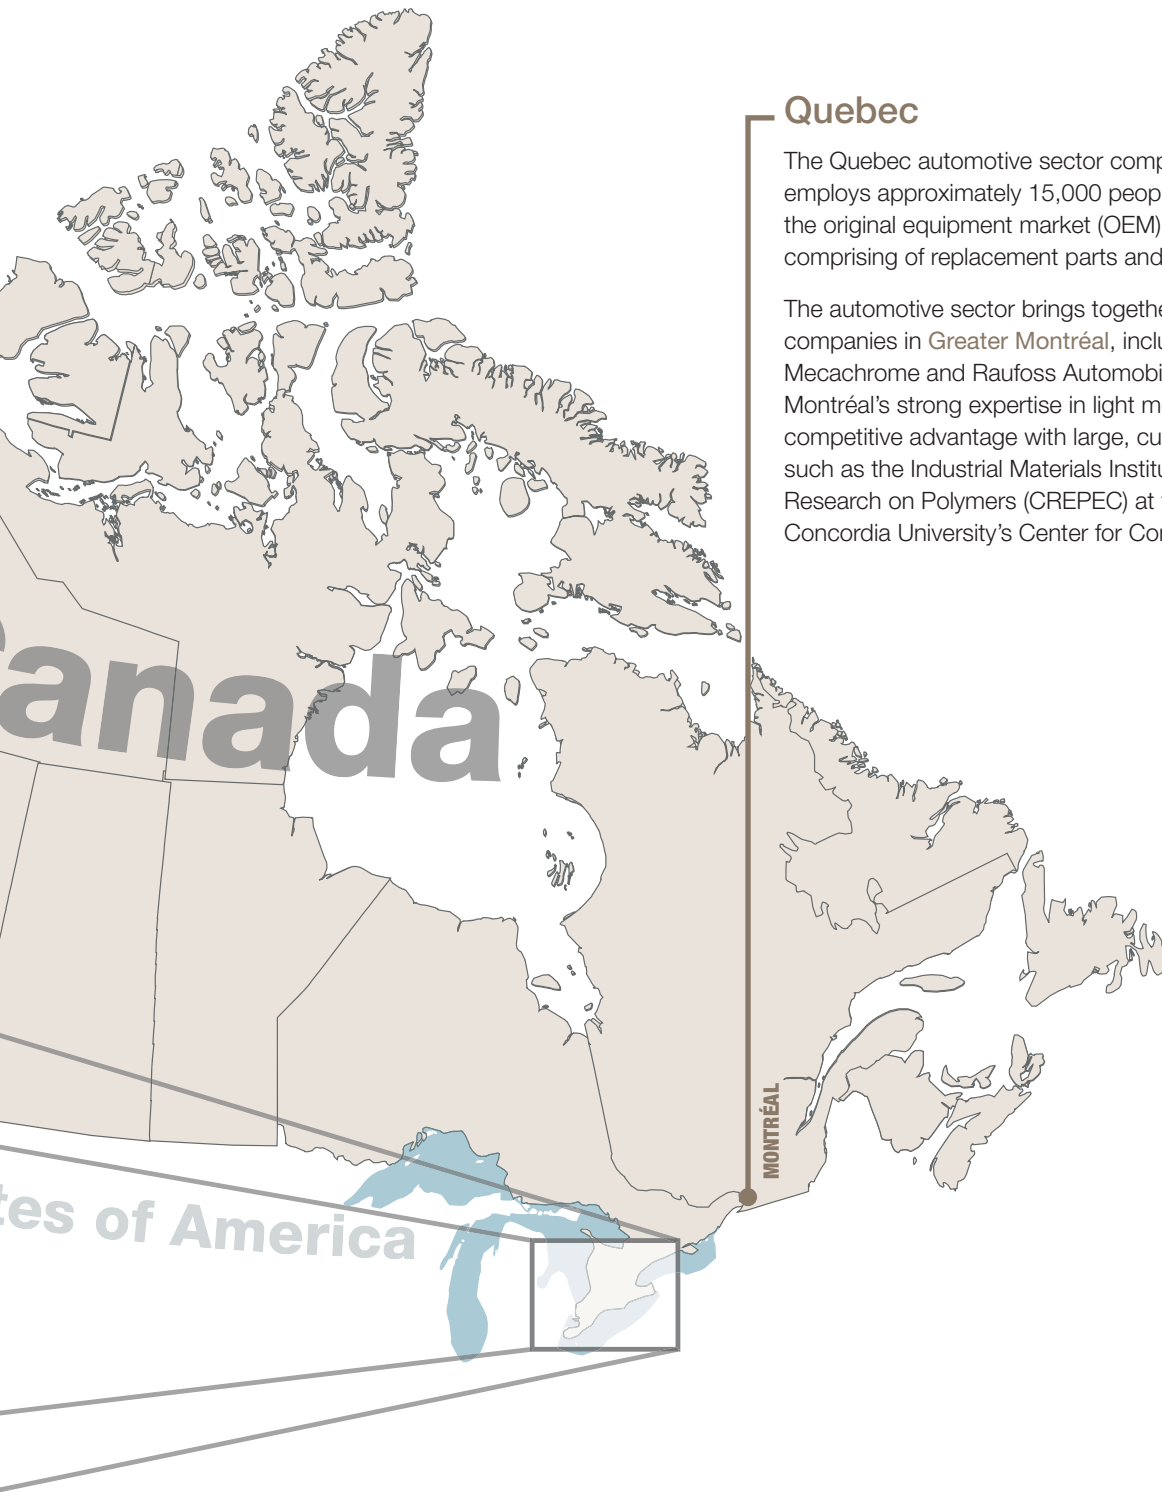 Quebec
The Quebec automotive sector comp
employs approximately 15,000 peop
the original equipment market (OEM)
comprising of replacement parts and
The automotive sector brings togethe
companies in Greater Montréal, inclu
Mecachrome and Raufoss Automobi
Montréal's strong expertise in light m
competitive advantage with large, cu
such as the Industrial Materials Institu
Research on Polymers (CREPEC) at
Concordia University's Center for Co
Canada
MONTRÉAL
tes of America